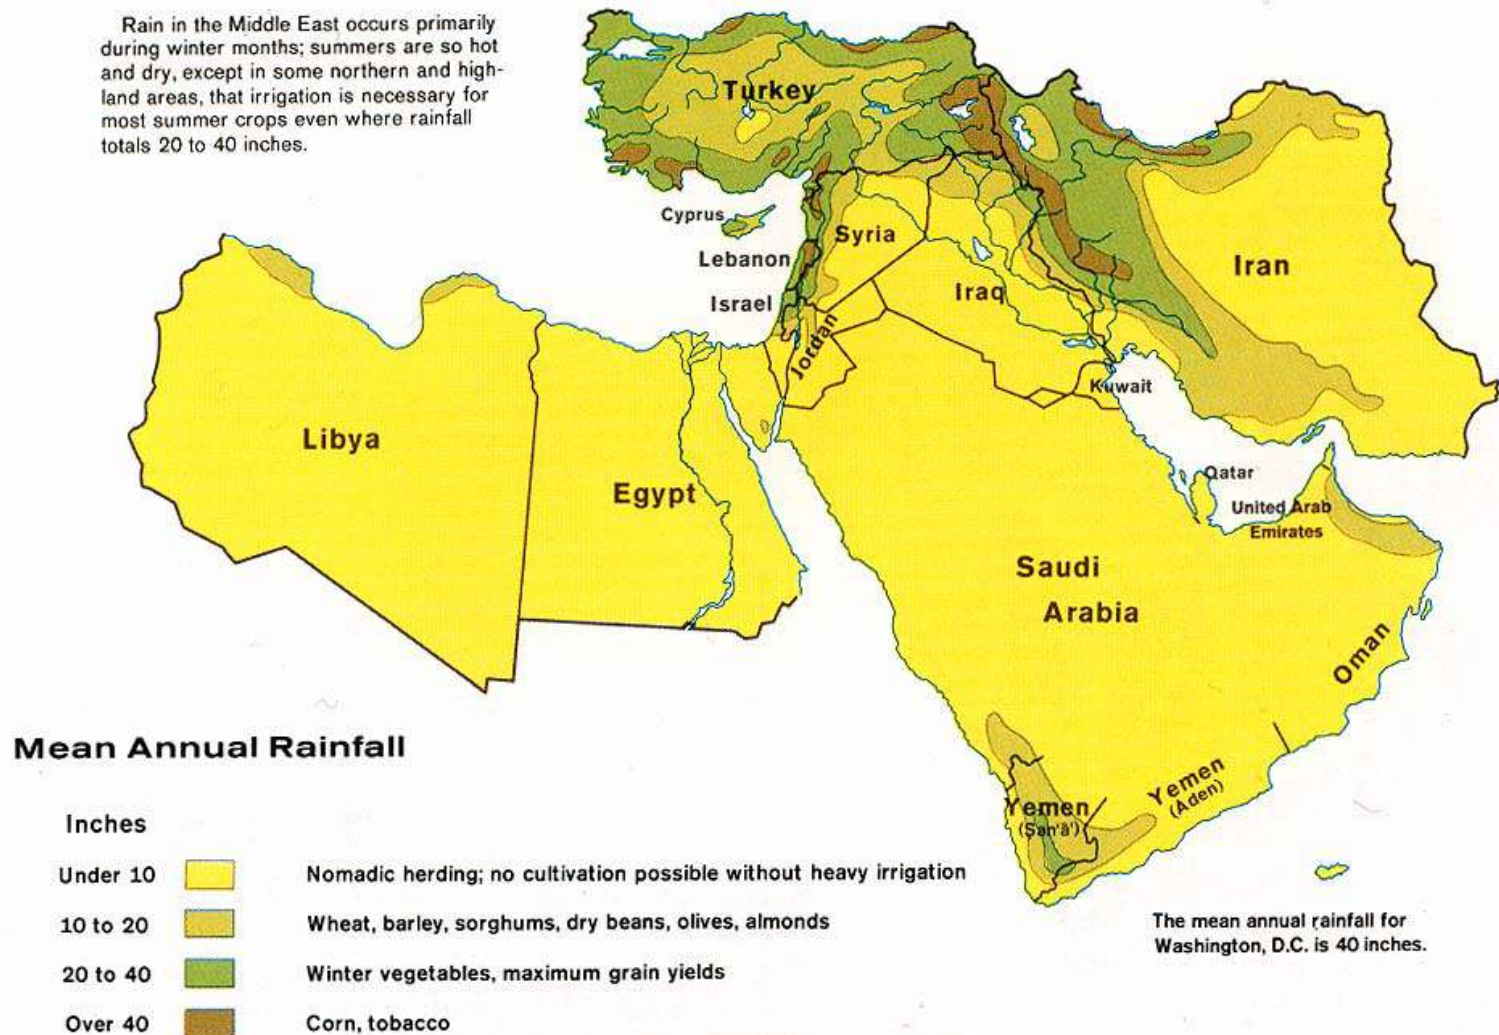 Rain in the Middle East occurs primarily
during winter months; summers are so hot
and dry, except in some northern and high-
land areas, that irrigation is necessary for
most summer crops even where rainfall
totals 20 to 40 inches.
Turkey
Cyprus
Syria
Lebanon
Iran
Israel
Iraq
Jordan
Kuwait
Libya
Egypt
Qatar
United Arab
Emirates
Saudi
Arabia
Oman
Yemen
(Aden)
Yemen
(Ṣan'ā')
Mean Annual Rainfall
Inches
Under 10 Nomadic herding; no cultivation possible without heavy irrigation
10 to 20 Wheat, barley, sorghums, dry beans, olives, almonds
20 to 40 Winter vegetables, maximum grain yields
Over 40 Corn, tobacco
The mean annual rainfall for
Washington, D.C. is 40 inches.